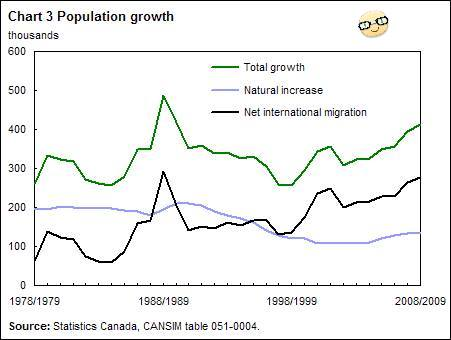 Chart 3 Population growth
thousands
600
Total growth
500
Natural increase
Net international migration
400
300
200
100
0
1978/1979 1988/1989 1998/1999 2008/2009
Source: Statistics Canada, CANSIM table 051-0004.